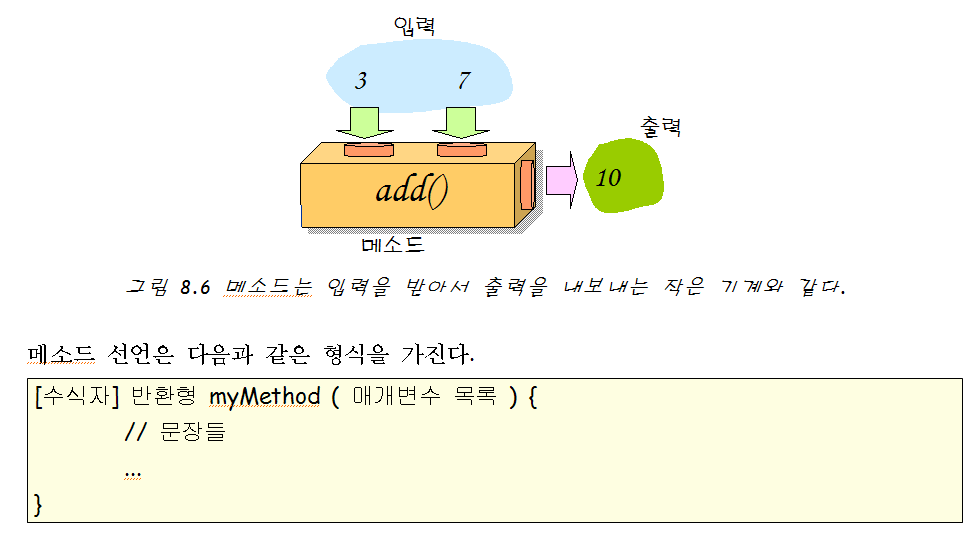 입력
3 7
출력
10
add()
메소드
그림 8.6 메소드는 입력을 받아서 출력을 내보내는 작은 기계와 같다.
메소드 선언은 다음과 같은 형식을 가진다.
[수식자] 반환형 myMethod ( 매개변수 목록 ) {
// 문장들
...
}